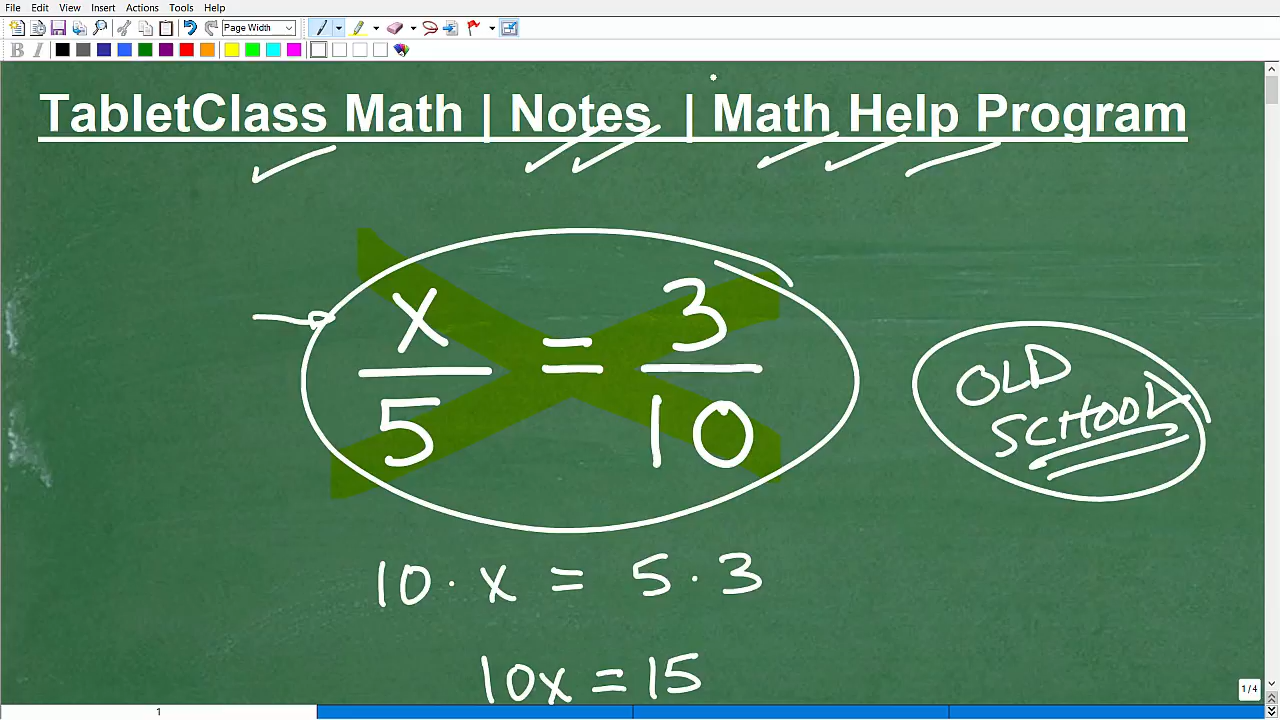 File Edit View Insert Actions Tools Help
Page Width
B I
TabletClass Math | Notes | Math Help Program
x/5 = 3/10
OLD
SCHOOL
10 · x = 5 · 3
10x = 15
1/4
1